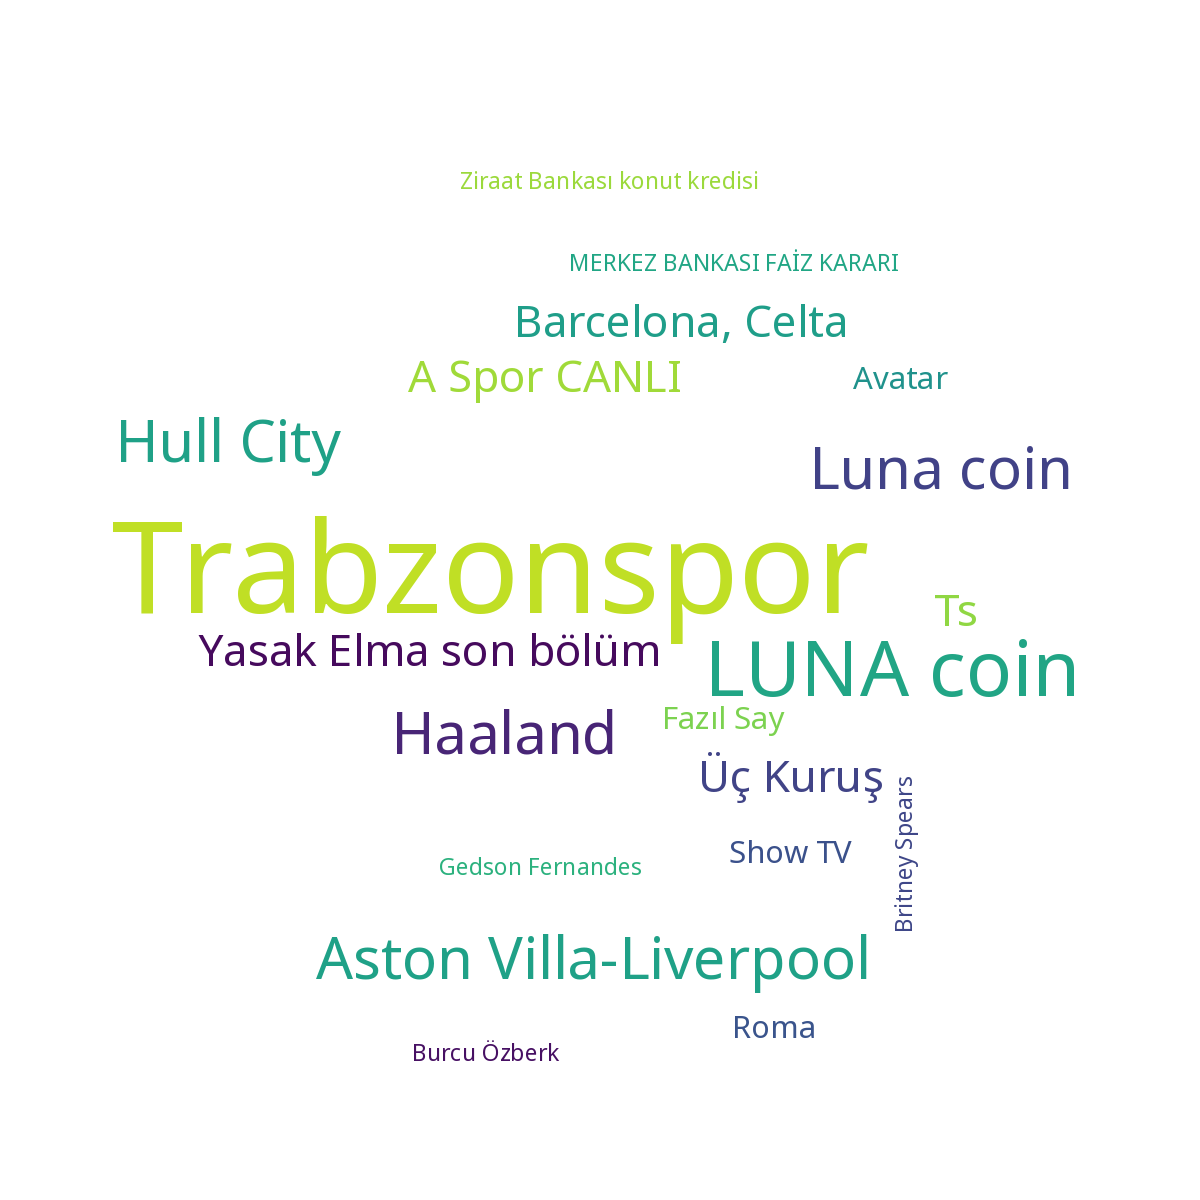 Ziraat Bankası konut kredisi
MERKEZ BANKASI FAİZ KARARI
Barcelona, Celta
A Spor CANLI
Avatar
Hull City
Luna coin
Trabzonspor
Ts
Yasak Elma son bölüm
LUNA coin
Haaland
Fazıl Say
Üç Kuruş
Britney Spears
Show TV
Gedson Fernandes
Aston Villa-Liverpool
Roma
Burcu Özberk